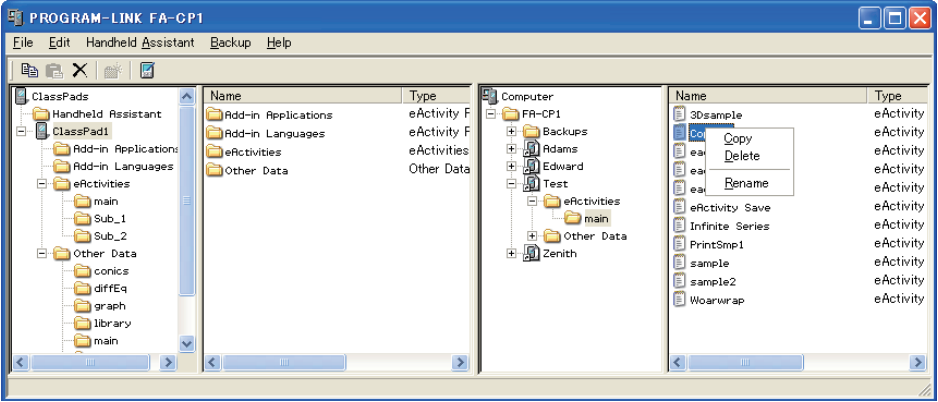 PROGRAM-LINK FA-CP1
File Edit Handheld Assistant Backup Help
ClassPads
Handheld Assistant
ClassPad1
Add-in Applications
Add-in Languages
eActivities
main
Sub_1
Sub_2
Other Data
conics
diffEq
graph
library
main
Name Type
Add-in Applications eActivity F
Add-in Languages eActivity F
eActivities eActivities
Other Data Other Data
Computer
FA-CP1
Backups
Adams
Edward
Test
eActivities
main
Other Data
Zenith
Name Type
3Dsample eActivity
eActivity
eActivity
eActivity
eActivity
eActivity Save eActivity
Infinite Series eActivity
PrintSmp1 eActivity
sample eActivity
sample2 eActivity
Woarwrap eActivity
Copy
Delete
Rename